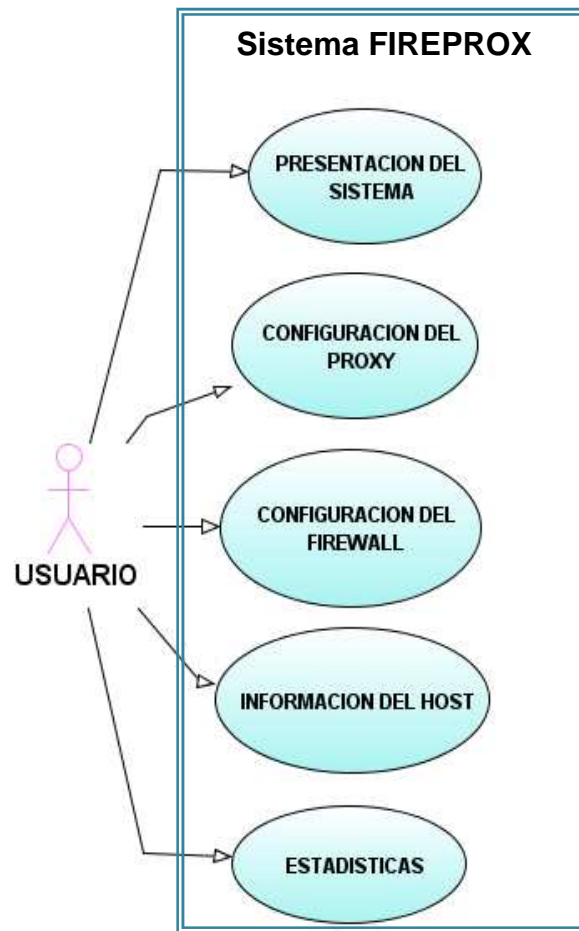 Sistema FIREPROX
PRESENTACION DEL
SISTEMA
CONFIGURACION DEL
PROXY
CONFIGURACION DEL
FIREWALL
USUARIO
INFORMACION DEL HOST
ESTADISTICAS